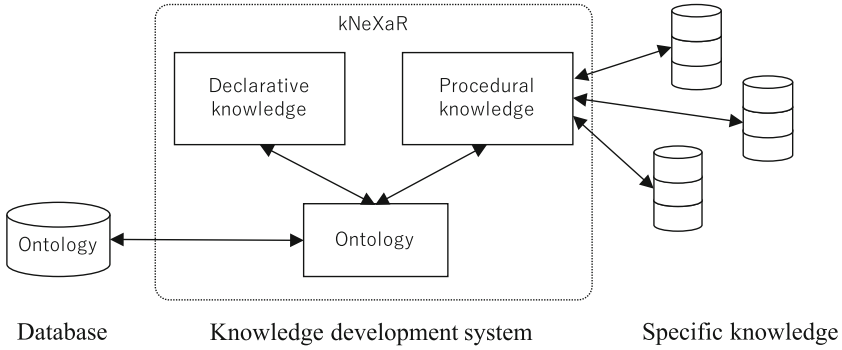 kNeXaR
Declarative
knowledge
Procedural
knowledge
Ontology
Ontology
Database
Knowledge development system
Specific knowledge